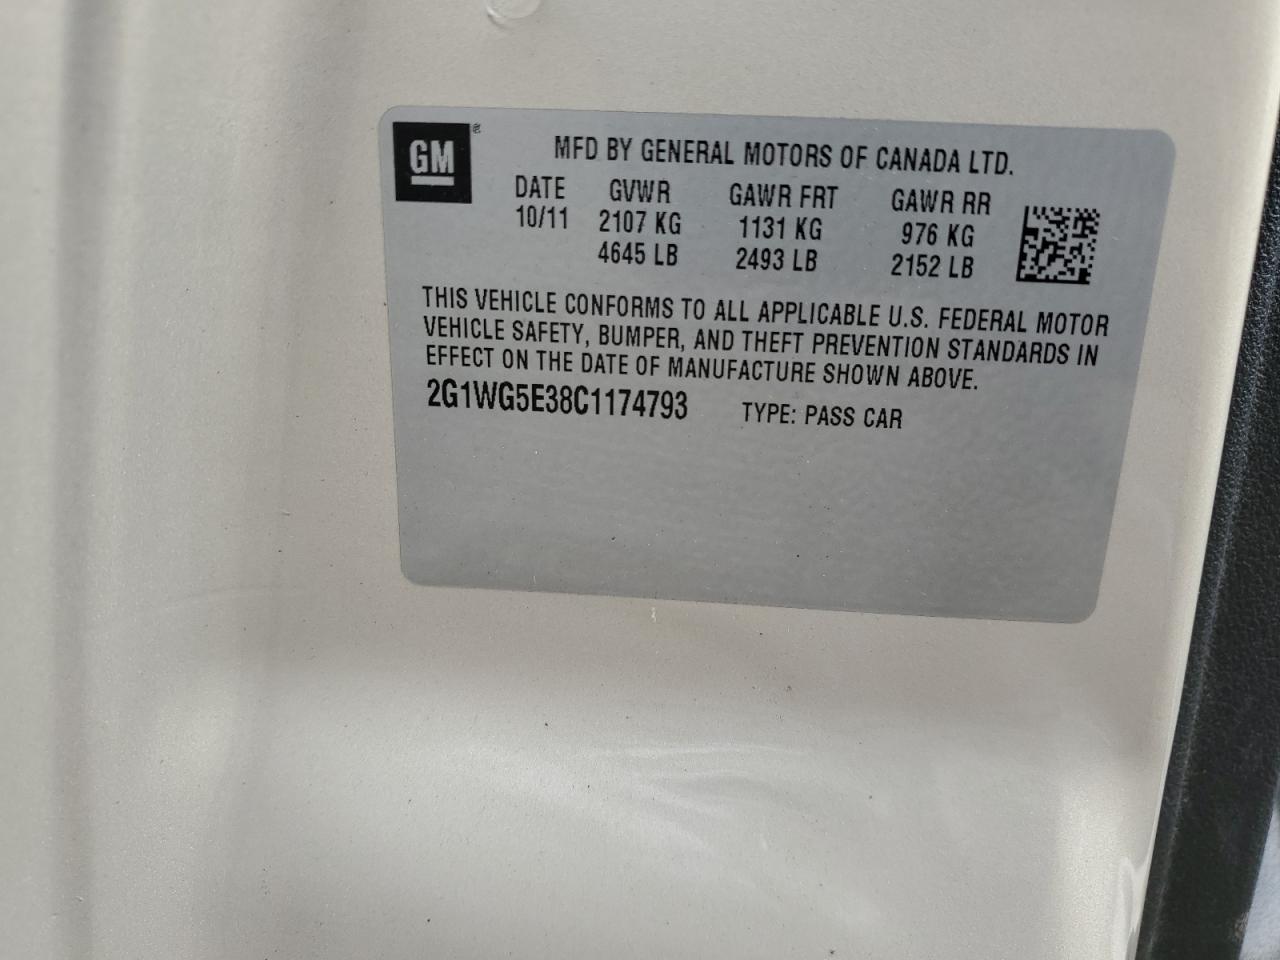 GM®
MFD BY GENERAL MOTORS OF CANADA LTD.
DATE GVWR GAWR FRT GAWR RR
10/11 2107 KG 1131 KG 976 KG
4645 LB 2493 LB 2152 LB
THIS VEHICLE CONFORMS TO ALL APPLICABLE U.S. FEDERAL MOTOR
VEHICLE SAFETY, BUMPER, AND THEFT PREVENTION STANDARDS IN
EFFECT ON THE DATE OF MANUFACTURE SHOWN ABOVE.
2G1WG5E38C1174793 TYPE: PASS CAR